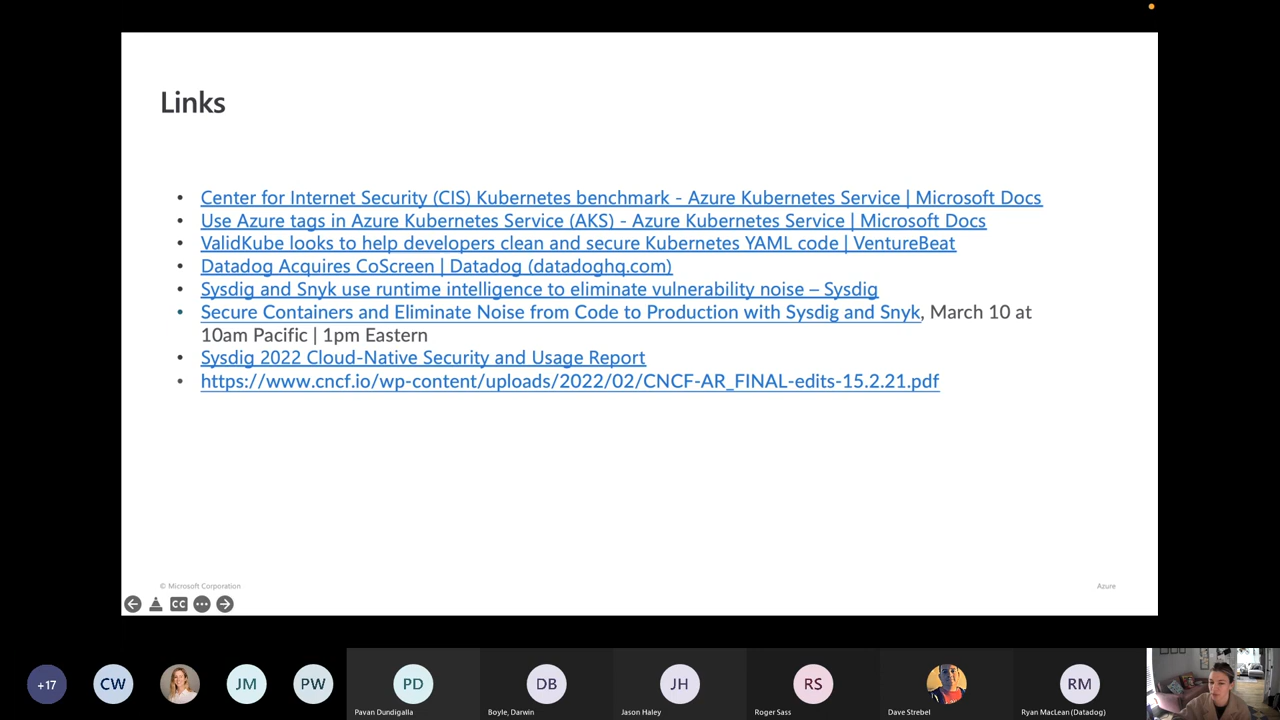 Links
• Center for Internet Security (CIS) Kubernetes benchmark - Azure Kubernetes Service | Microsoft Docs
• Use Azure tags in Azure Kubernetes Service (AKS) - Azure Kubernetes Service | Microsoft Docs
• ValidKube looks to help developers clean and secure Kubernetes YAML code | VentureBeat
• Datadog Acquires CoScreen | Datadog (datadoghq.com)
• Sysdig and Snyk use runtime intelligence to eliminate vulnerability noise – Sysdig
• Secure Containers and Eliminate Noise from Code to Production with Sysdig and Snyk, March 10 at
10am Pacific | 1pm Eastern
• Sysdig 2022 Cloud-Native Security and Usage Report
• https://www.cncf.io/wp-content/uploads/2022/02/CNCF-AR_FINAL-edits-15.2.21.pdf
© Microsoft Corporation
Azure
CC
+17
CW
JM
PW
PD
DB
JH
RS
RM
Pavan Dundigalla
Boyle, Darwin
Jason Haley
Roger Sass
Dave Strebel
Ryan MacLean (Datadog)